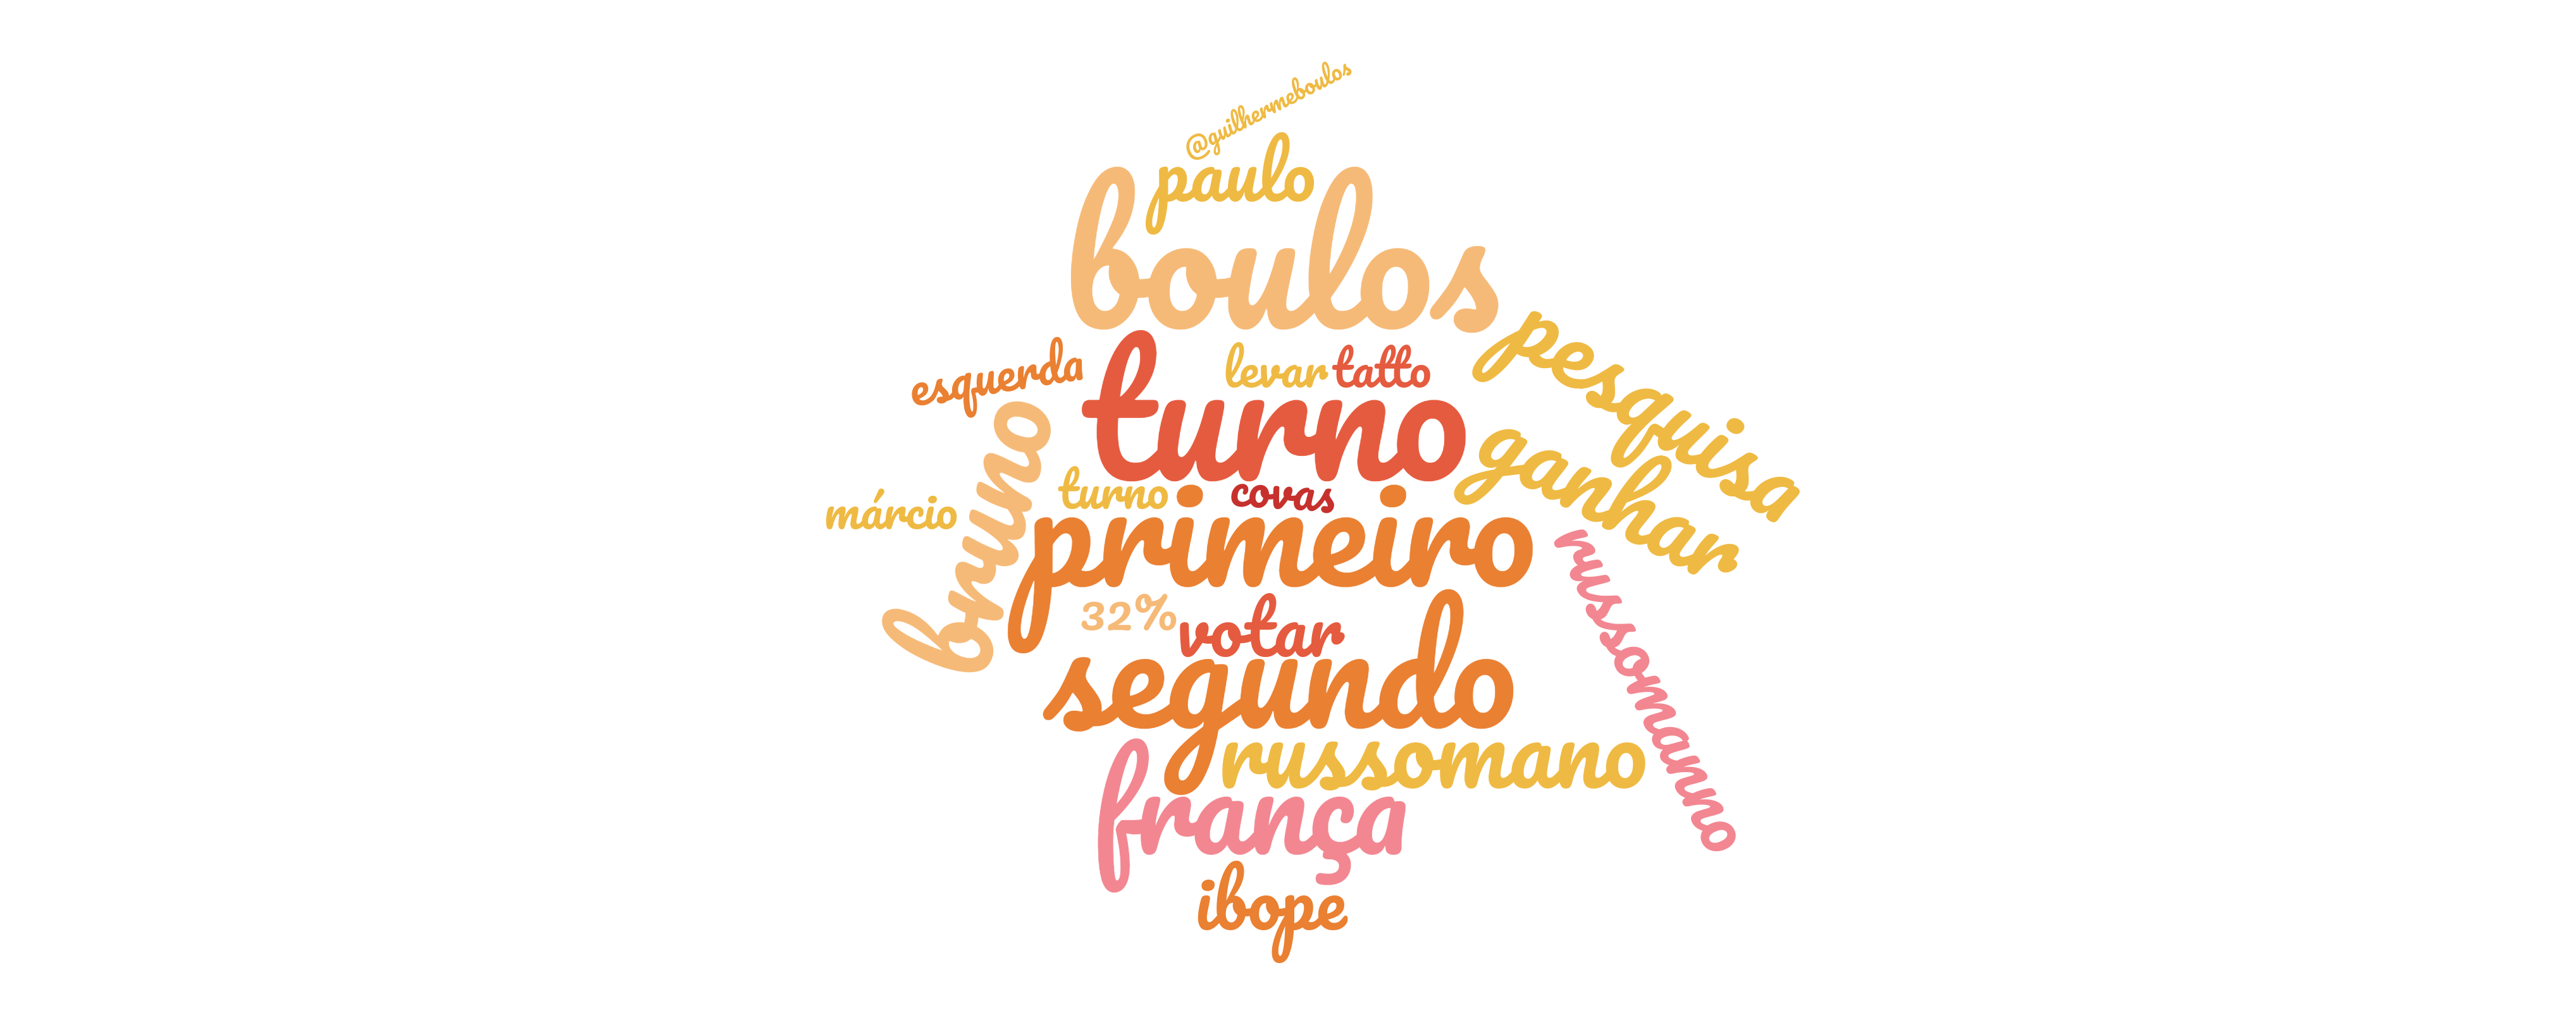 @guilhermeboulos
paulo
boulos
pesquisa
esquerda
levar
tatto
turno
ganhar
bruno
márcio
turno
covas
primeiro
russomanno
32%
votar
segundo
russomano
frança
ibope